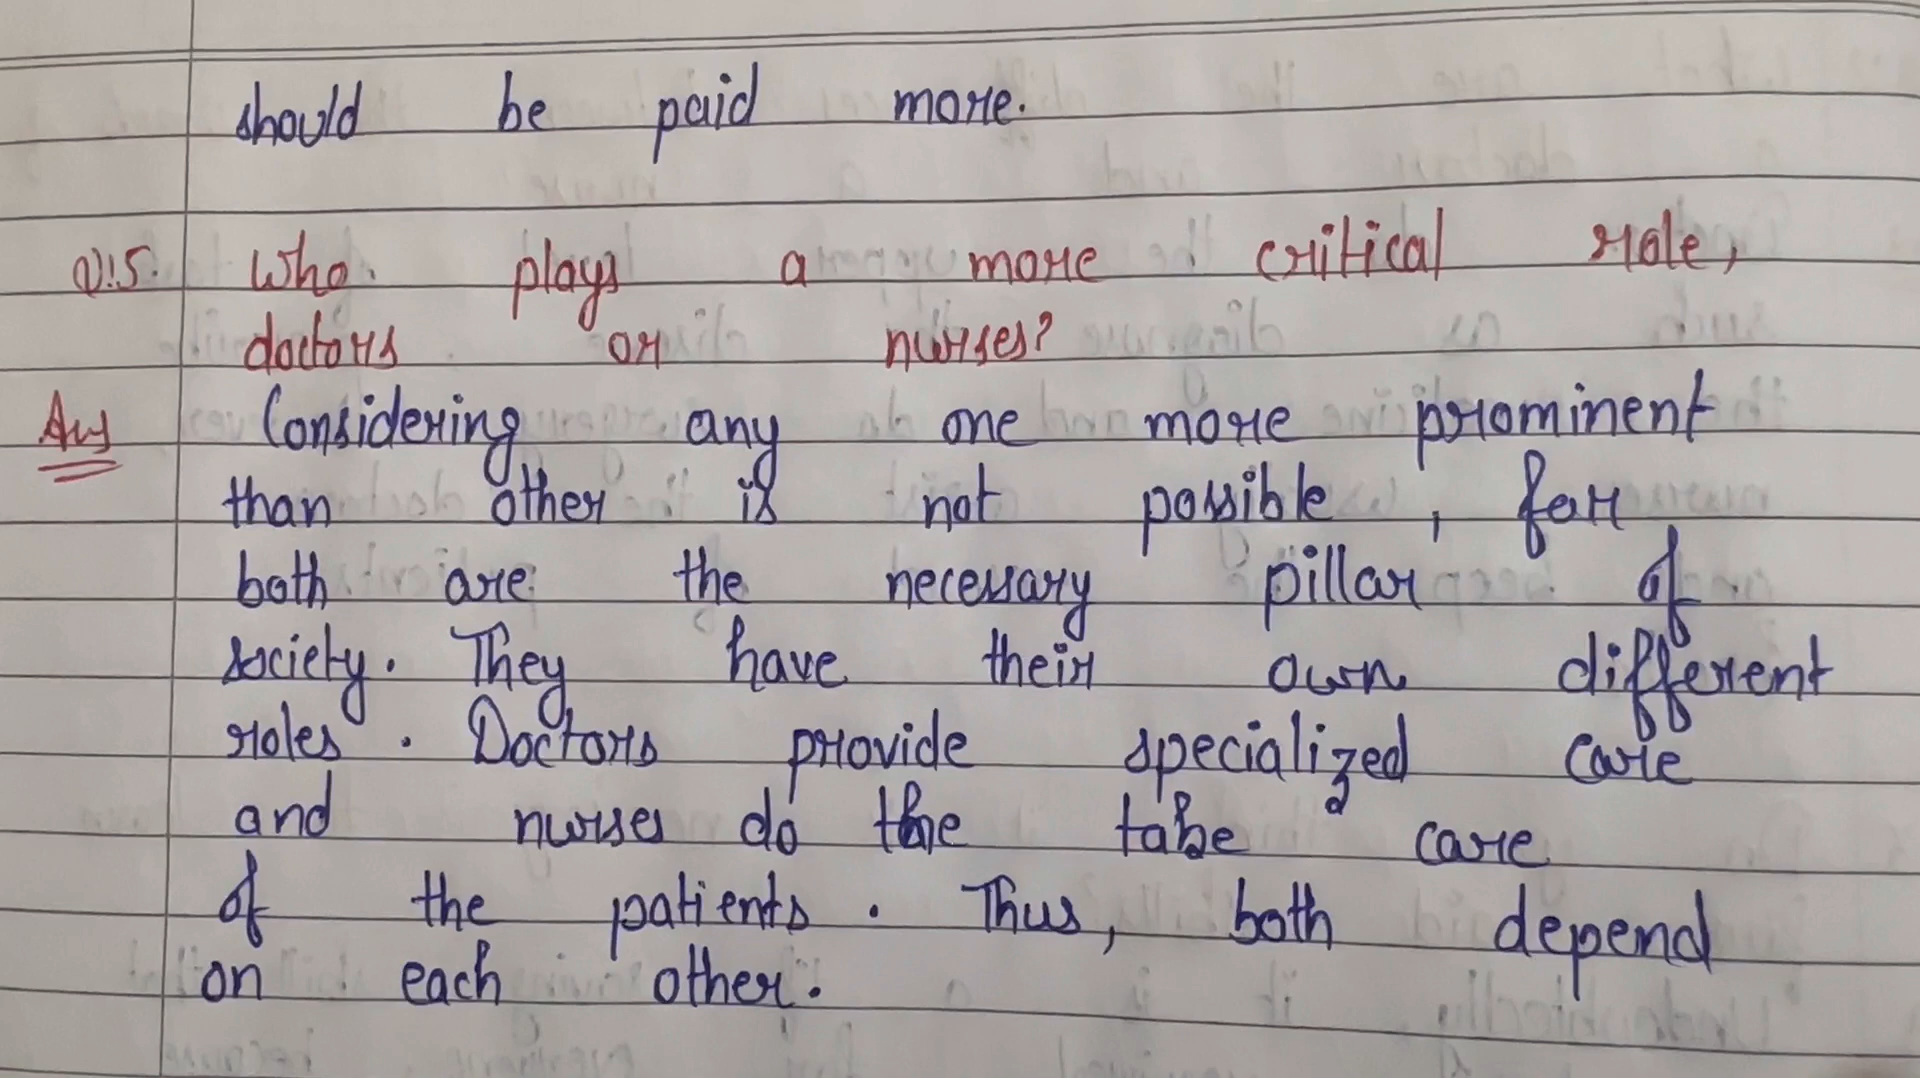 should be paid more.
Q.5. Who plays a more critical role,
doctors or nurses?
Ans Considering any one more prominent
than other is not possible, for
both are the necessary pillar of
society. They have their own different
roles. Doctors provide specialized care
and nurses do the take care
of the patients. Thus, both depend
on each other.